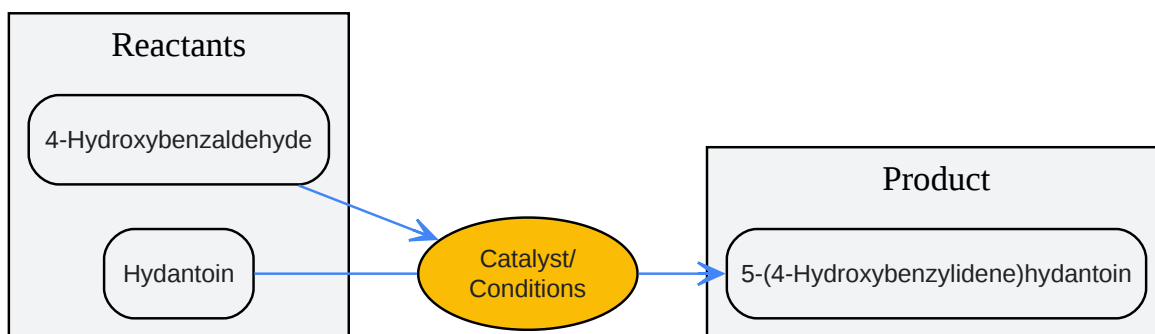 Reactants
4-Hydroxybenzaldehyde
Hydantoin
Catalyst/
Conditions
Product
5-(4-Hydroxybenzylidene)hydantoin